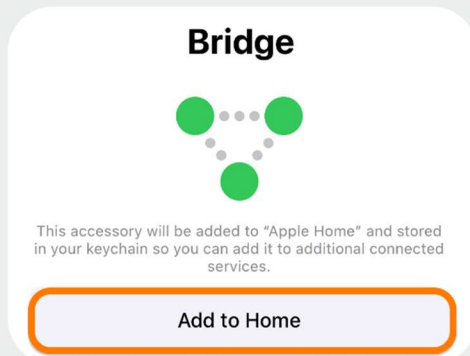 Bridge
This accessory will be added to “Apple Home” and stored
in your keychain so you can add it to additional connected
services.
Add to Home